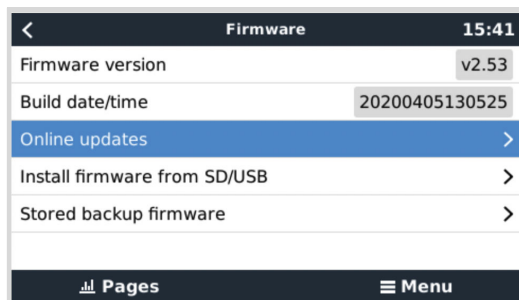 Firmware 15:41
Firmware version v2.53
Build date/time 20200405130525
Online updates
Install firmware from SD/USB
Stored backup firmware
Pages Menu